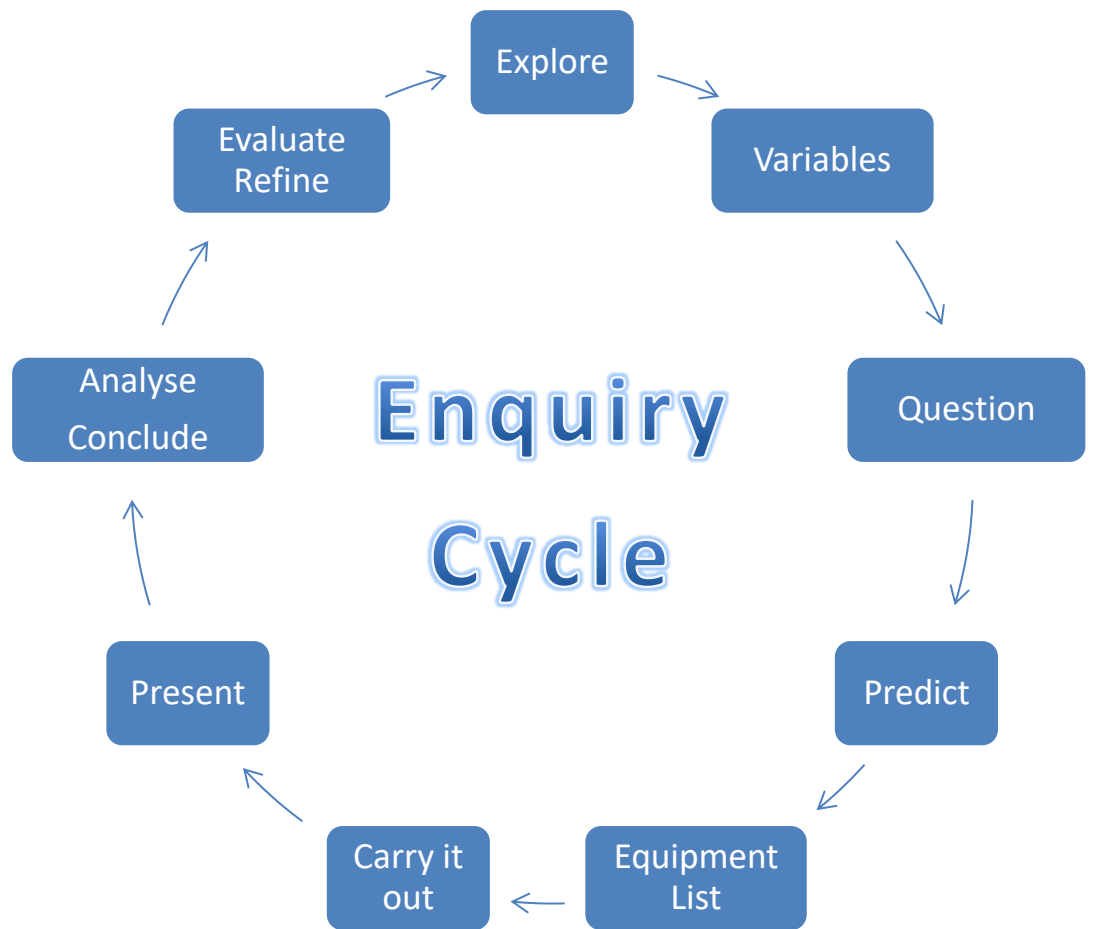 Explore
Variables
Question
Predict
Equipment
List
Carry it
out
Present
Analyse
Conclude
Evaluate
Refine
Enquiry
Cycle